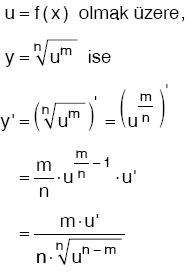 u = f ( x ) olmak üzere,
y = ⁿ√(uᵐ) ise
y' = (ⁿ√(uᵐ))' = (u^(m/n))'
= m/n · u^(m/n − 1) · u'
= (m · u') / (n · ⁿ√(uⁿ⁻ᵐ))